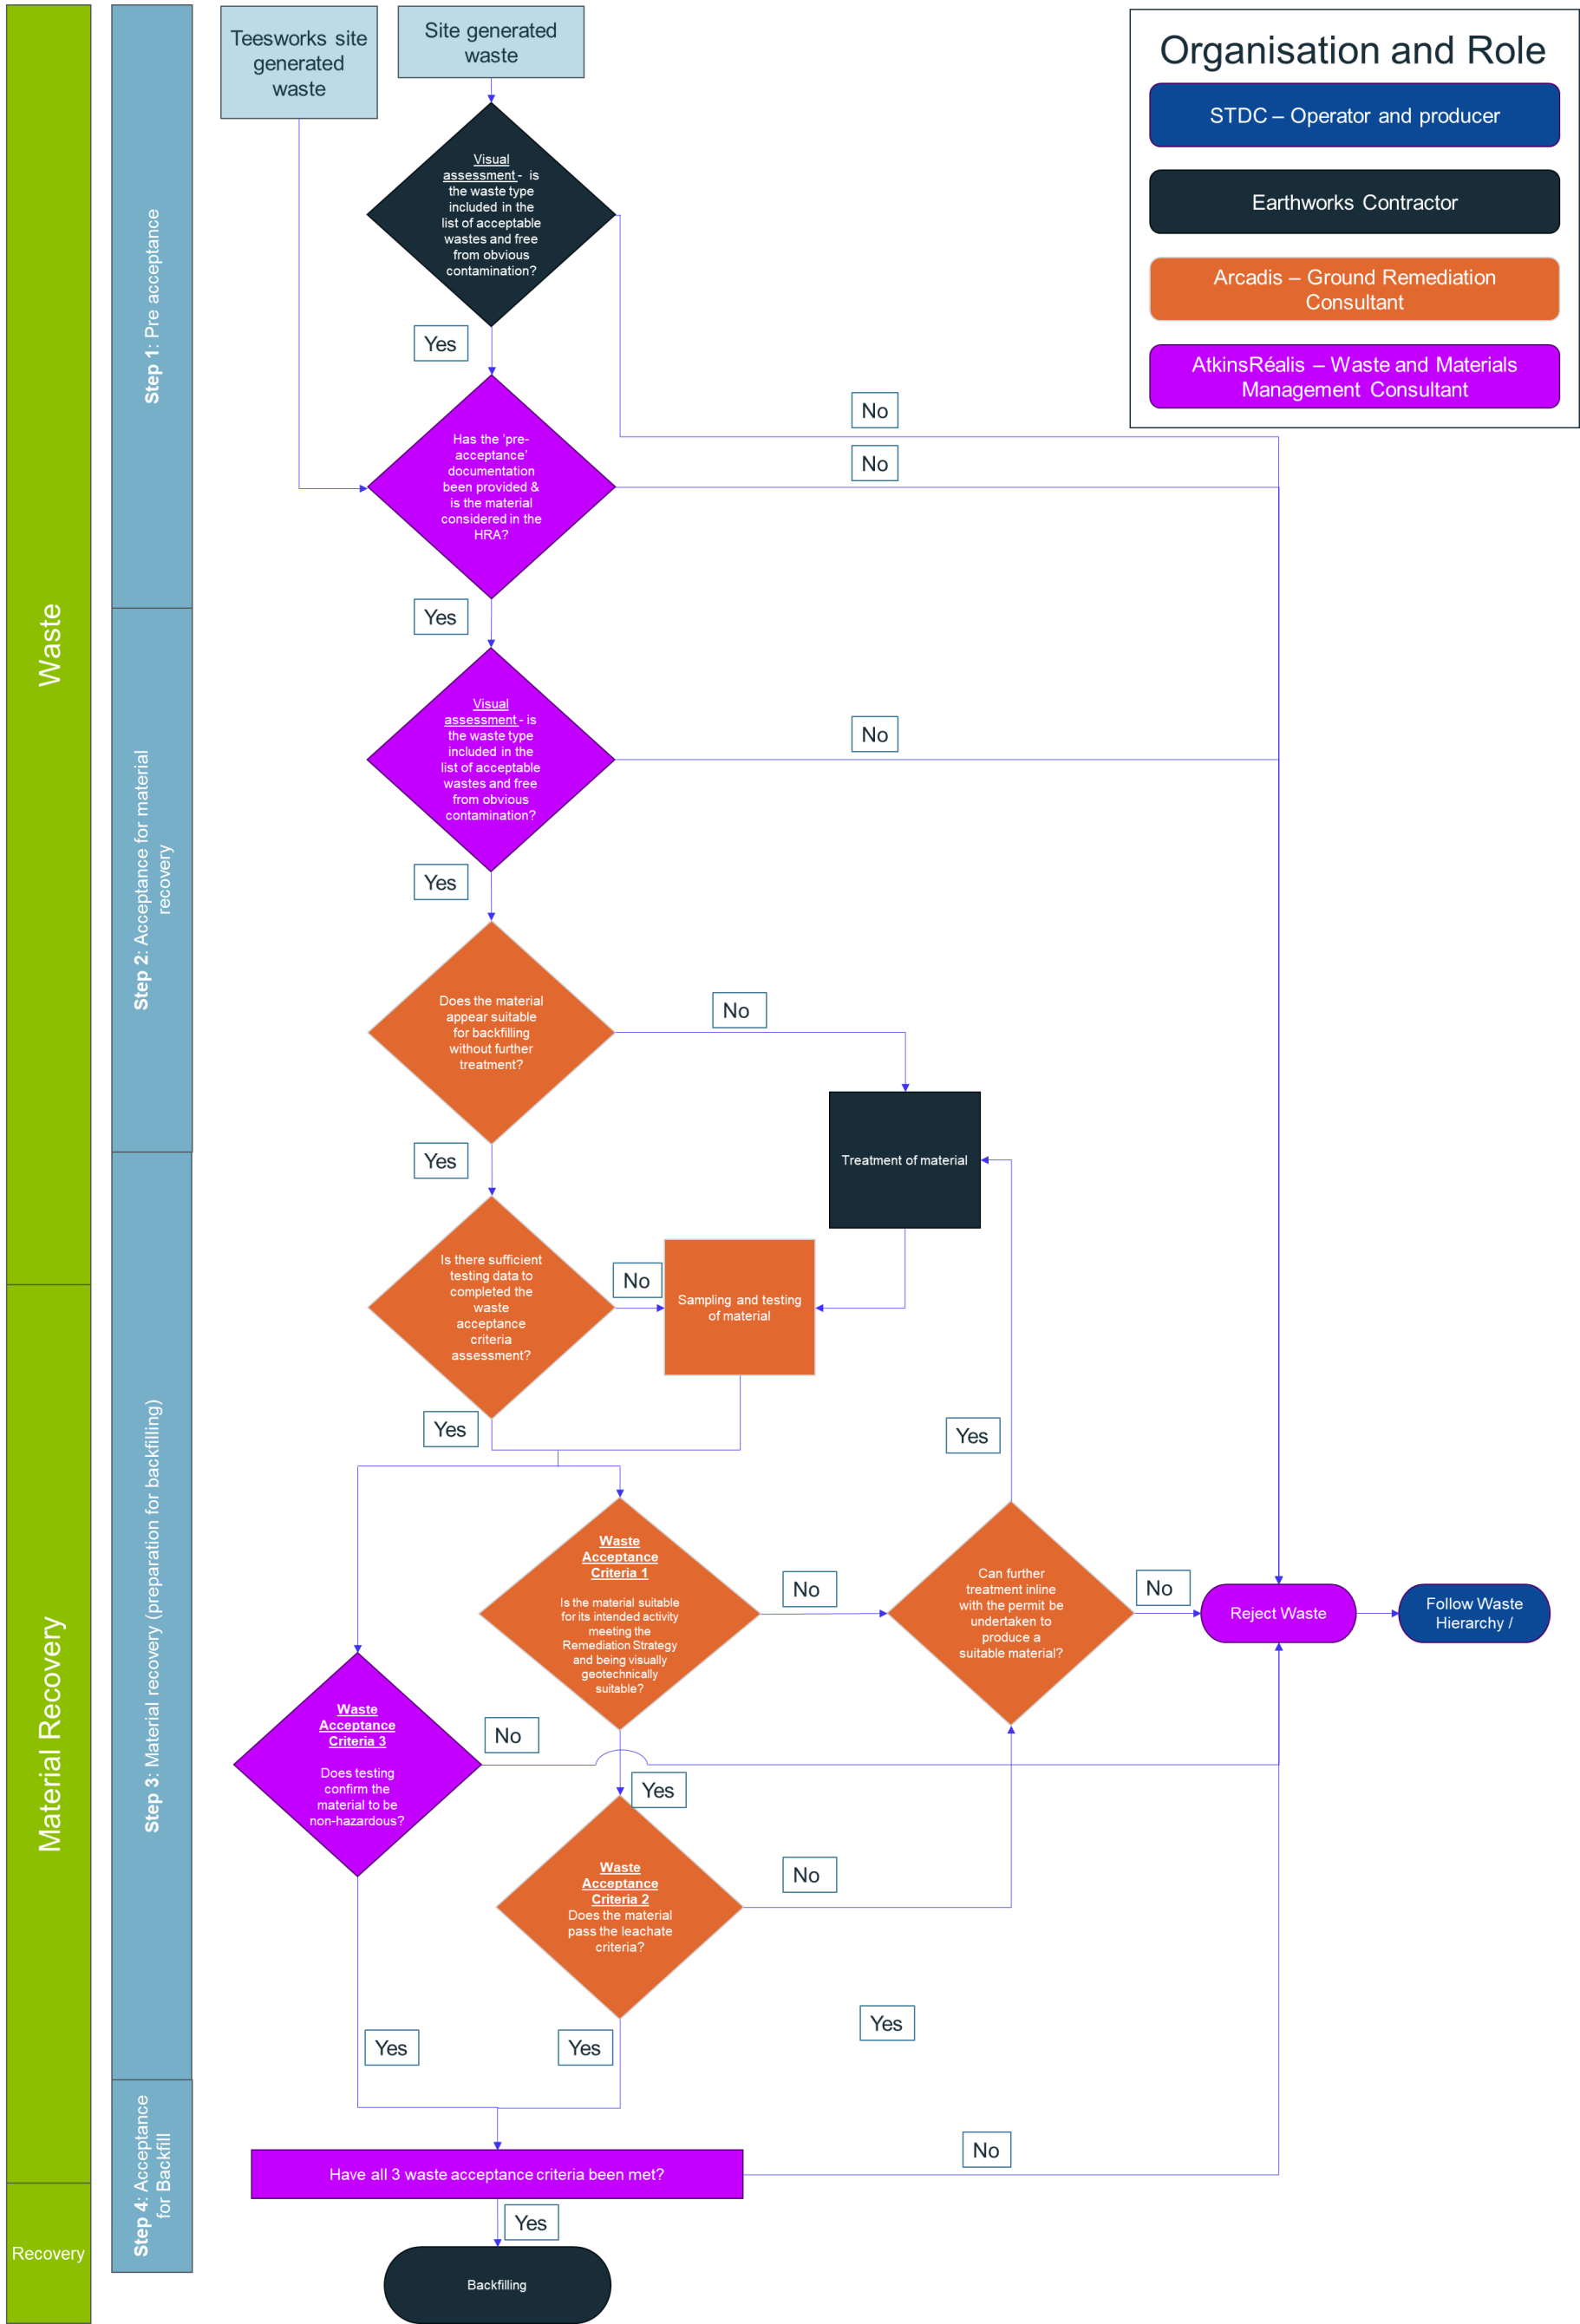 Teesworks site
generated
waste
Site generated
waste
Organisation and Role
STDC – Operator and producer
Earthworks Contractor
Arcadis – Ground Remediation
Consultant
AtkinsRéalis – Waste and Materials
Management Consultant
Waste
Material Recovery
Recovery
Step 1: Pre acceptance
Step 2: Acceptance for material
recovery
Step 3: Material recovery (preparation for backfilling)
Step 4: Acceptance
for Backfill
Visual
assessment - is
the waste type
included in the
list of acceptable
wastes and free
from obvious
contamination?
Yes
No
Has the 'pre-
acceptance'
documentation
been provided &
is the material
considered in the
HRA?
No
Yes
Visual
assessment - is
the waste type
included in the
list of acceptable
wastes and free
from obvious
contamination?
No
Yes
Does the material
appear suitable
for backfilling
without further
treatment?
No
Yes
Treatment of material
Is there sufficient
testing data to
completed the
waste
acceptance
criteria
assessment?
No
Sampling and testing
of material
Yes
Yes
Waste
Acceptance
Criteria 1
Is the material suitable
for its intended activity
meeting the
Remediation Strategy
and being visually
geotechnically
suitable?
No
Can further
treatment inline
with the permit be
undertaken to
produce a
suitable material?
No
Reject Waste
Follow Waste
Hierarchy /
Waste
Acceptance
Criteria 3
Does testing
confirm the
material to be
non-hazardous?
No
Yes
Waste
Acceptance
Criteria 2
Does the material
pass the leachate
criteria?
No
Yes
Yes
Yes
Have all 3 waste acceptance criteria been met?
No
Yes
Backfilling